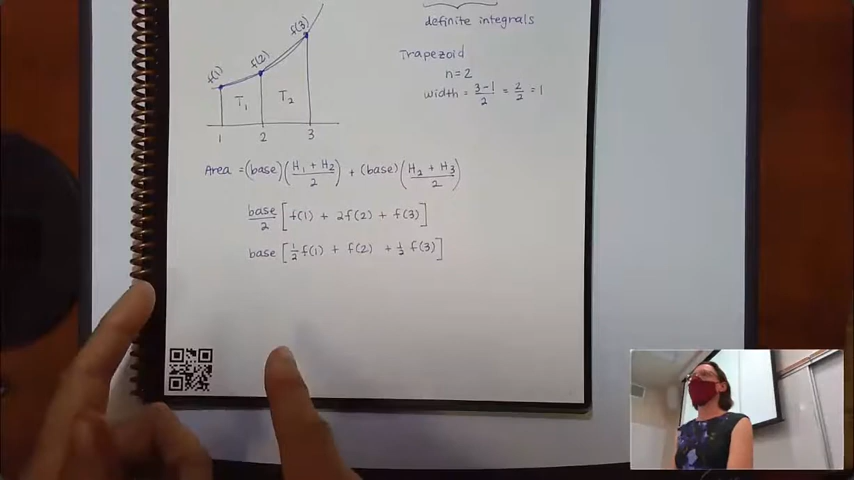 definite integrals
f(1) f(2) f(3)
T₁ T₂
1 2 3
Trapezoid
n=2
width = (3-1)/2 = 2/2 = 1
Area = (base)((H₁ + H₂)/2) + (base)((H₂ + H₃)/2)
base/2 [f(1) + 2f(2) + f(3)]
base [½f(1) + f(2) + ½ f(3)]